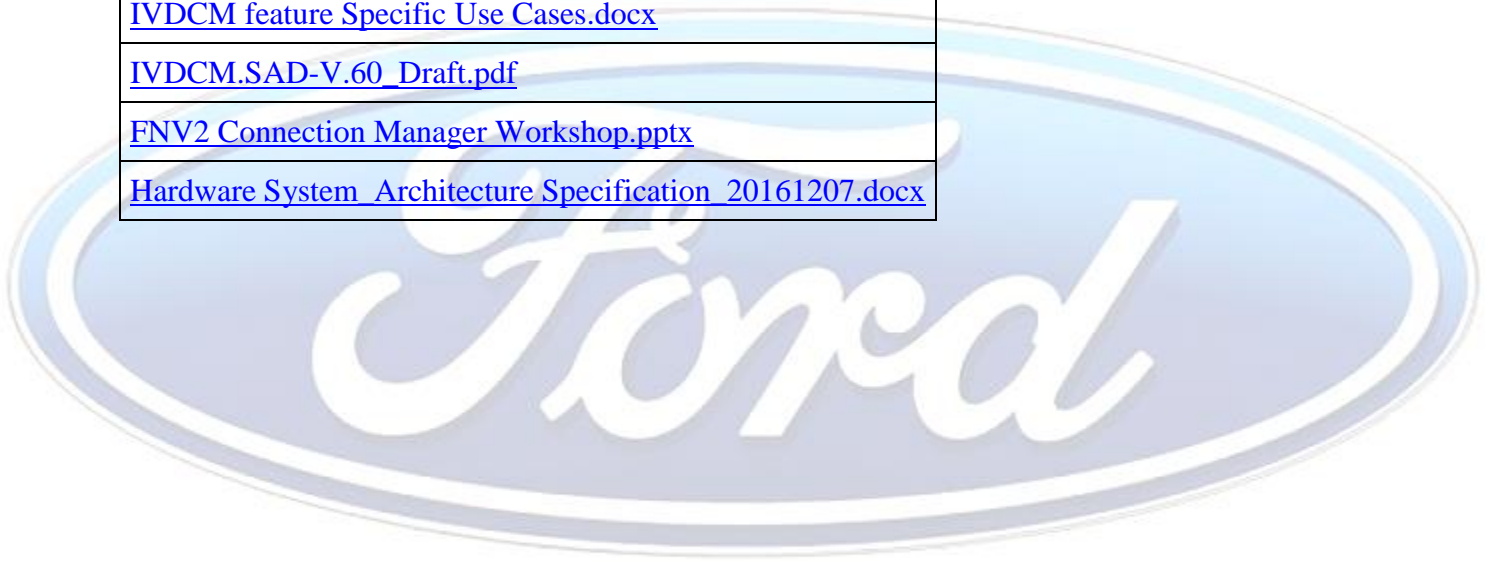 IVDCM feature Specific Use Cases.docx
IVDCM.SAD-V.60_Draft.pdf
FNV2 Connection Manager Workshop.pptx
Hardware System_Architecture Specification_20161207.docx
Ford